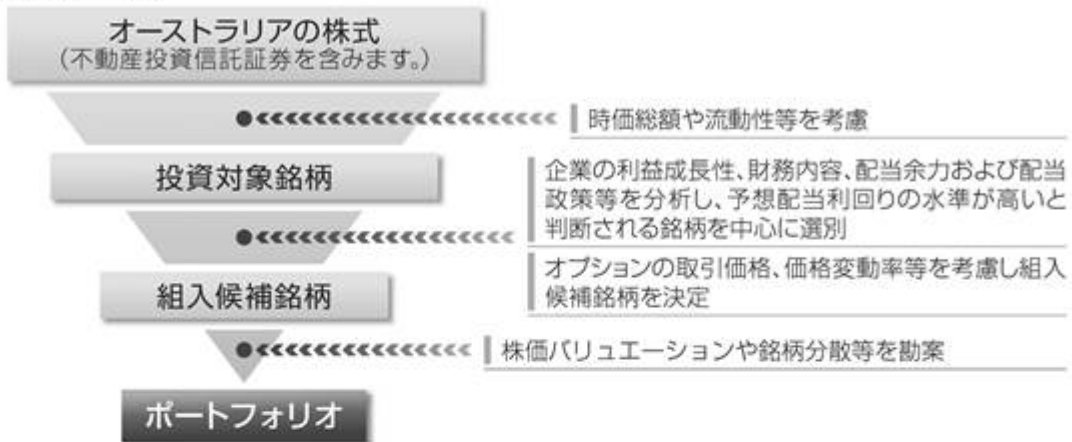 オーストラリアの株式
(不動産投資信託証券を含みます。)
時価総額や流動性等を考慮
投資対象銘柄
企業の利益成長性、財務内容、配当余力および配当
政策等を分析し、予想配当利回りの水準が高いと
判断される銘柄を中心に選別
オプションの取引価格、価格変動率等を考慮し組入
候補銘柄を決定
組入候補銘柄
株価バリュエーションや銘柄分散等を勘案
ポートフォリオ